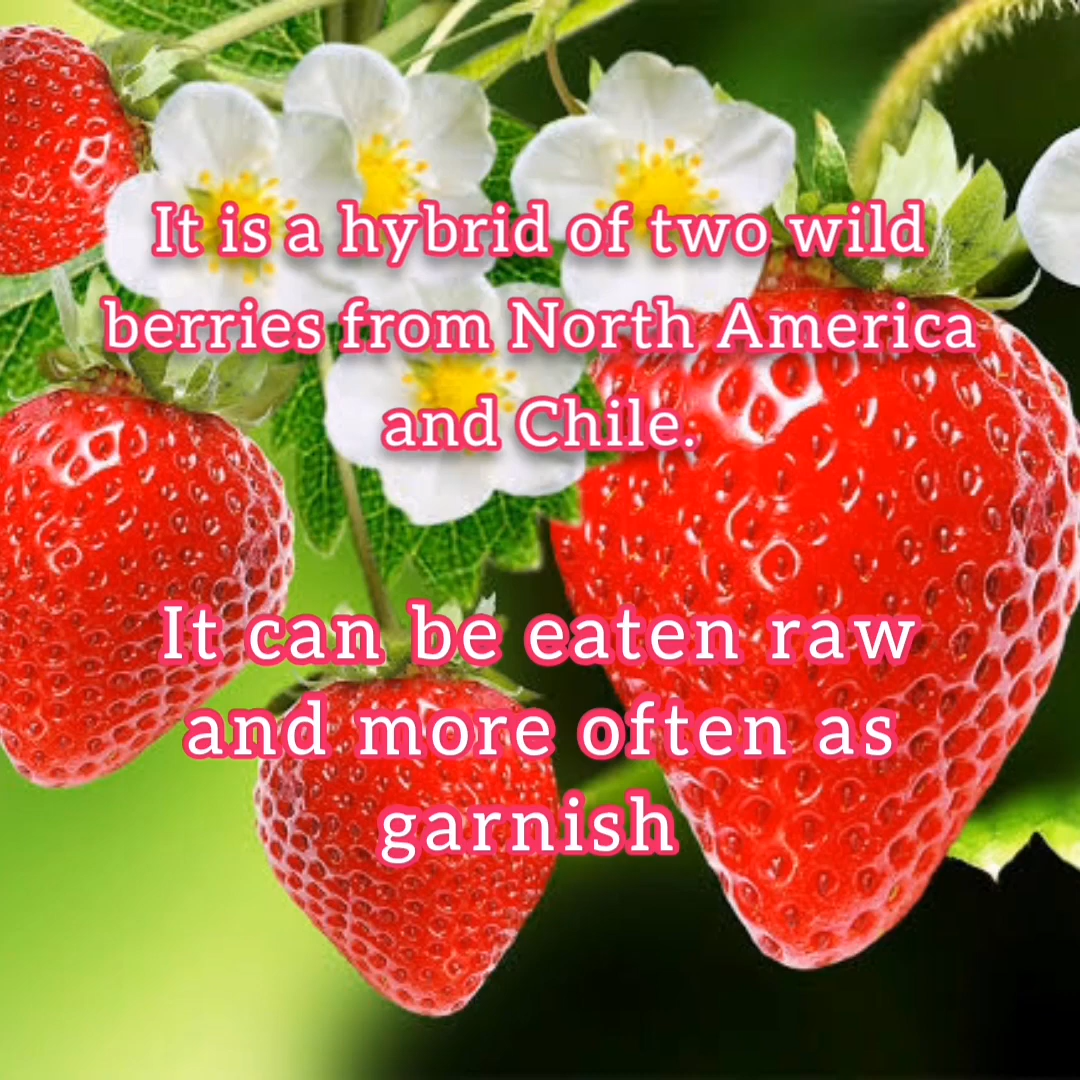 It is a hybrid of two wild
berries from North America
and Chile.
It can be eaten raw
and more often as
garnish